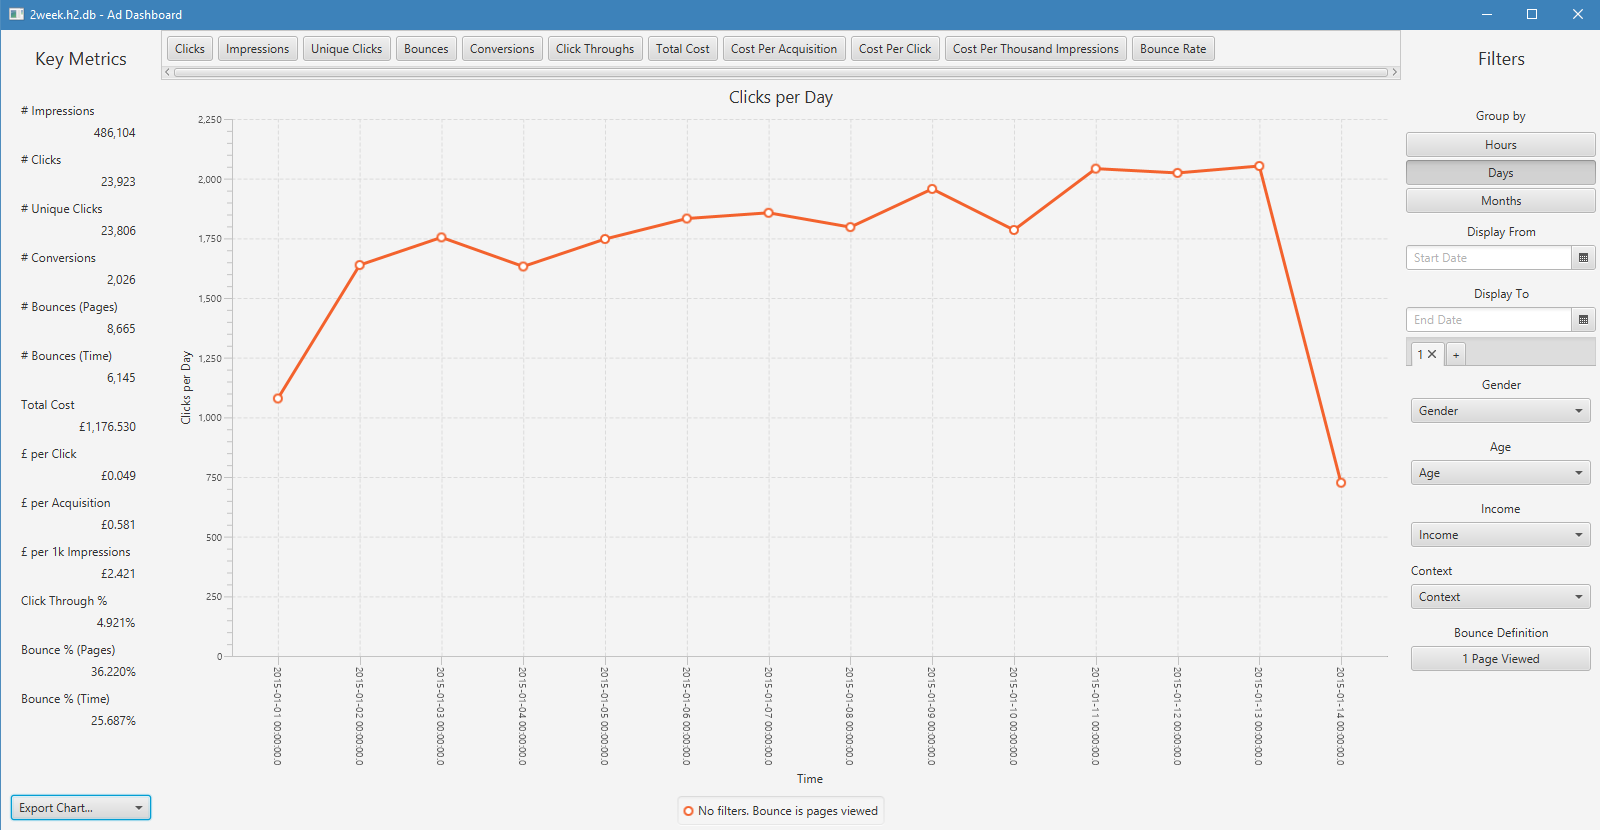 2week.h2.db - Ad Dashboard
Key Metrics
# Impressions
486,104
# Clicks
23,923
# Unique Clicks
23,806
# Conversions
2,026
# Bounces (Pages)
8,665
# Bounces (Time)
6,145
Total Cost
£1,176.530
£ per Click
£0.049
£ per Acquisition
£0.581
£ per 1k Impressions
£2.421
Click Through %
4.921%
Bounce % (Pages)
36.220%
Bounce % (Time)
25.687%
Export Chart...
Clicks Impressions Unique Clicks Bounces Conversions Click Throughs Total Cost Cost Per Acquisition Cost Per Click Cost Per Thousand Impressions Bounce Rate
Clicks per Day
Clicks per Day
2,250
2,000
1,750
1,500
1,250
1,000
750
500
250
0
2015-01-01 00:00:00.0
2015-01-02 00:00:00.0
2015-01-03 00:00:00.0
2015-01-04 00:00:00.0
2015-01-05 00:00:00.0
2015-01-06 00:00:00.0
2015-01-07 00:00:00.0
2015-01-08 00:00:00.0
2015-01-09 00:00:00.0
2015-01-10 00:00:00.0
2015-01-11 00:00:00.0
2015-01-12 00:00:00.0
2015-01-13 00:00:00.0
2015-01-14 00:00:00.0
Time
No filters. Bounce is pages viewed
Filters
Group by
Hours
Days
Months
Display From
Start Date
Display To
End Date
1 +
Gender
Gender
Age
Age
Income
Income
Context
Context
Bounce Definition
1 Page Viewed